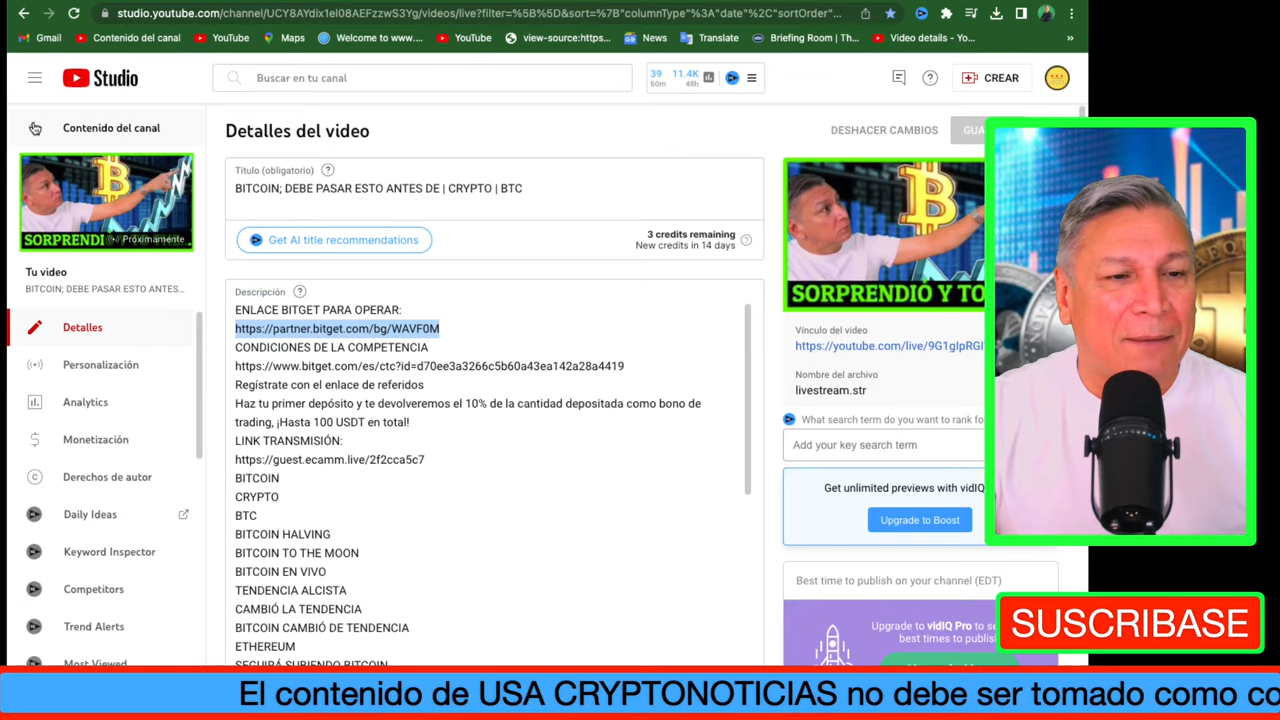 studio.youtube.com/channel/UCY8AYdix1el08AEFzzwS3Yg/videos/live?filter=%5B%5D&sort=%7B"columnType"%3A"date"%2C"sortOrder"...
Gmail
Contenido del canal
YouTube
Maps
Welcome to www....
YouTube
view-source:https...
News
Translate
Briefing Room | Th...
Video details - Yo...
»
Studio
Buscar en tu canal
39
60m
11.4K
48h
CREAR
Contenido del canal
SORPRENDI
Próximamente
Tu video
BITCOIN; DEBE PASAR ESTO ANTES...
Detalles
Personalización
Analytics
Monetización
Derechos de autor
Daily Ideas
Keyword Inspector
Competitors
Trend Alerts
Most Viewed
Detalles del video
DESHACER CAMBIOS
GUA
Título (obligatorio)
BITCOIN; DEBE PASAR ESTO ANTES DE | CRYPTO | BTC
Get AI title recommendations
3 credits remaining
New credits in 14 days
Descripción
ENLACE BITGET PARA OPERAR:
https://partner.bitget.com/bg/WAVF0M
CONDICIONES DE LA COMPETENCIA
https://www.bitget.com/es/ctc?id=d70ee3a3266c5b60a43ea142a28a4419
Regístrate con el enlace de referidos
Haz tu primer depósito y te devolveremos el 10% de la cantidad depositada como bono de
trading, ¡Hasta 100 USDT en total!
LINK TRANSMISIÓN:
https://guest.ecamm.live/2f2cca5c7
BITCOIN
CRYPTO
BTC
BITCOIN HALVING
BITCOIN TO THE MOON
BITCOIN EN VIVO
TENDENCIA ALCISTA
CAMBIÓ LA TENDENCIA
BITCOIN CAMBIÓ DE TENDENCIA
ETHEREUM
SEGUIRÁ SUBIENDO BITCOIN
SORPRENDIÓ Y TO
Vínculo del video
https://youtube.com/live/9G1glpRGI
Nombre del archivo
livestream.str
What search term do you want to rank fo
Add your key search term
Get unlimited previews with vidIQ
Upgrade to Boost
Best time to publish on your channel (EDT)
Upgrade to vidIQ Pro to se
best times to publis
SUSCRIBASE
El contenido de USA CRYPTONOTICIAS no debe ser tomado como co